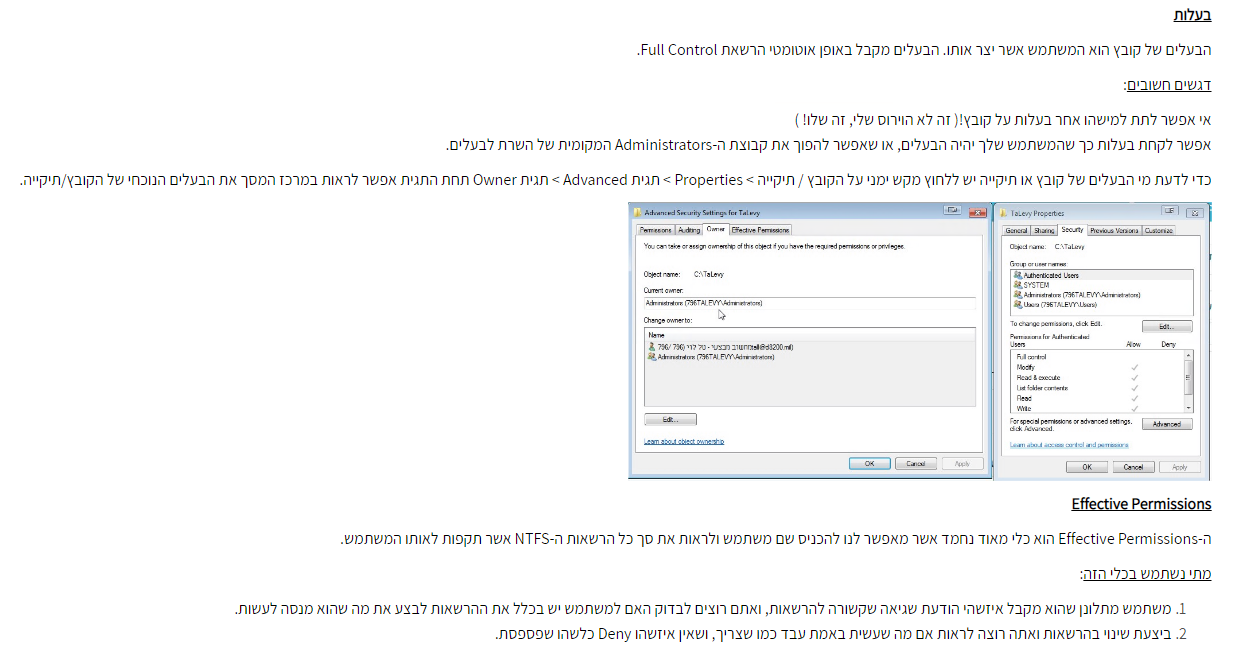 בעלות
הבעלים של קובץ הוא המשתמש אשר יצר אותו. הבעלים מקבל באופן אוטומטי הרשאת Full Control.
דגשים חשובים:
אי אפשר לתת למישהו אחר בעלות על קובץ!( זה לא הוירוס שלי, זה שלו! )
אפשר לקחת בעלות כך שהמשתמש שלך יהיה הבעלים, או שאפשר להפוך את קבוצת ה-Administrators המקומית של השרת לבעלים.
כדי לדעת מי הבעלים של קובץ או תיקייה יש ללחוץ מקש ימני על הקובץ / תיקייה > Properties > תגית Advanced > תגית Owner תחת התגית אפשר לראות במרכז המסך את הבעלים הנוכחי של הקובץ/תיקייה.
TaLevy Properties
General Sharing Security Previous Versions Customize
Object name: C:\TaLevy
Group or user names:
Authenticated Users
SYSTEM
Administrators (796TALEVY\Administrators)
Users (796TALEVY\Users)
To change permissions, click Edit.
Edit...
Permissions for Authenticated Users
Allow Deny
Full control
Modify
Read & execute
List folder contents
Read
Write
For special permissions or advanced settings, click Advanced.
Advanced
Learn about access control and permissions
OK Cancel Apply
Advanced Security Settings for TaLevy
Permissions Auditing Owner Effective Permissions
You can take or assign ownership of this object if you have the required permissions or privileges.
Object name: C:\TaLevy
Current owner:
Administrators (796TALEVY\Administrators)
Change owner to:
Name
Administrators (796TALEVY\Administrators)
Edit...
Learn about object ownership
OK Cancel Apply
Effective Permissions
ה-Effective Permissions הוא כלי מאוד נחמד אשר מאפשר לנו להכניס שם משתמש ולראות את סך כל הרשאות ה-NTFS אשר תקפות לאותו המשתמש.
מתי נשתמש בכלי הזה:
1. משתמש מתלונן שהוא מקבל איזשהי הודעת שגיאה שקשורה להרשאות, ואתם רוצים לבדוק האם למשתמש יש בכלל את ההרשאות לבצע את מה שהוא מנסה לעשות.
2. ביצעת שינוי בהרשאות ואתה רוצה לראות אם מה שעשית באמת עבד כמו שצריך, ושאין איזשהו Deny כלשהו שפספסת.